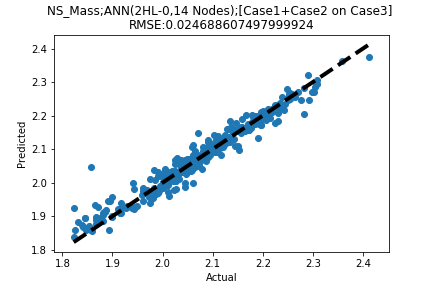 NS_Mass;ANN(2HL-0,14 Nodes);[Case1+Case2 on Case3]
RMSE:0.024688607497999924
2.4
2.3
2.2
2.1
2.0
1.9
1.8
Predicted
1.8 1.9 2.0 2.1 2.2 2.3 2.4
Actual